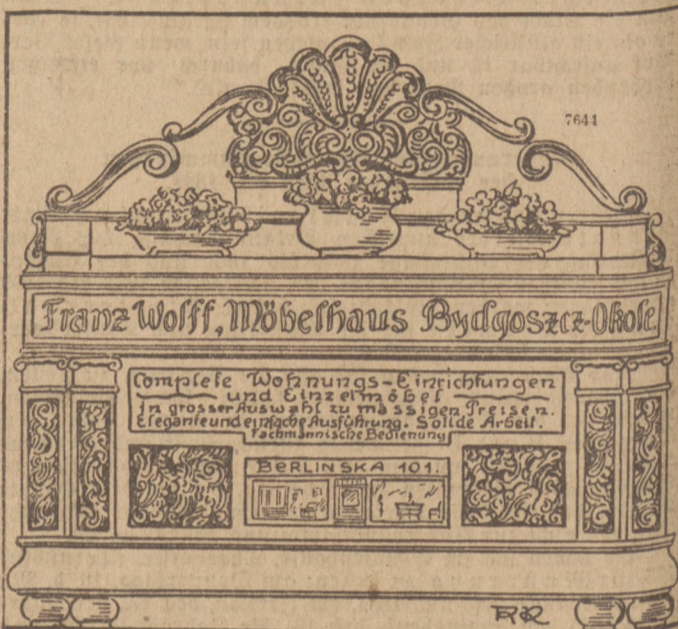 7644
Franz Wolff, Möbelhaus Bydgoszcz-Okole.
Complete Wohnungs-Einrichtungen
und Einzelmöbel
In grosser Auswahl zu mässigen Preisen.
Elegante und einfache Ausführung. Solide Arbeit.
Fachmännische Bedienung
BERLINSKA 101.